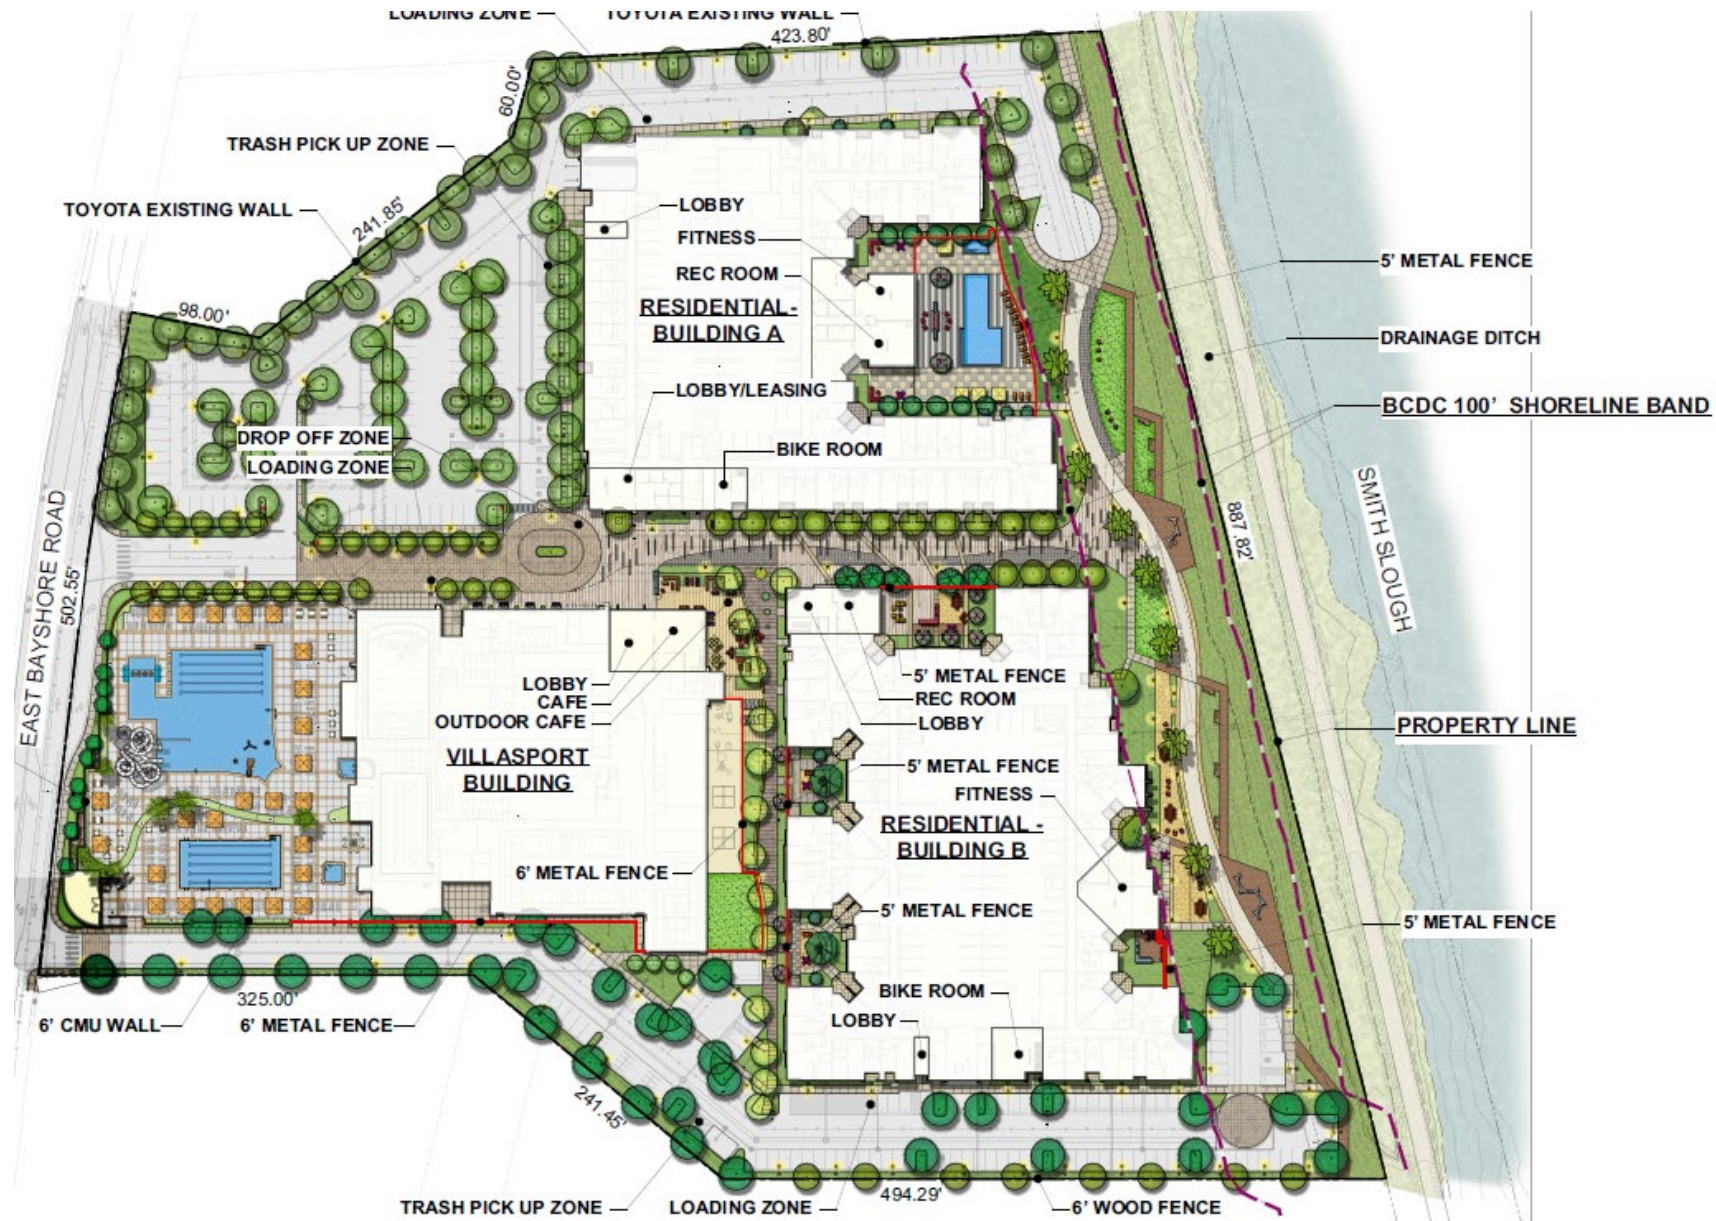 LOADING ZONE
TOYOTA EXISTING WALL
423.80'
60.00'
TRASH PICK UP ZONE
TOYOTA EXISTING WALL
241.85'
98.00'
LOBBY
FITNESS
REC ROOM
RESIDENTIAL-
BUILDING A
LOBBY/LEASING
DROP OFF ZONE
LOADING ZONE
BIKE ROOM
5' METAL FENCE
DRAINAGE DITCH
BCDC 100' SHORELINE BAND
SMITH SLOUGH
887.82'
EAST BAYSHORE ROAD
502.55'
LOBBY
CAFE
OUTDOOR CAFE
VILLASPORT
BUILDING
6' METAL FENCE
5' METAL FENCE
REC ROOM
LOBBY
5' METAL FENCE
FITNESS
RESIDENTIAL -
BUILDING B
5' METAL FENCE
PROPERTY LINE
5' METAL FENCE
BIKE ROOM
LOBBY
325.00'
6' CMU WALL
6' METAL FENCE
241.45'
494.29'
TRASH PICK UP ZONE
LOADING ZONE
6' WOOD FENCE